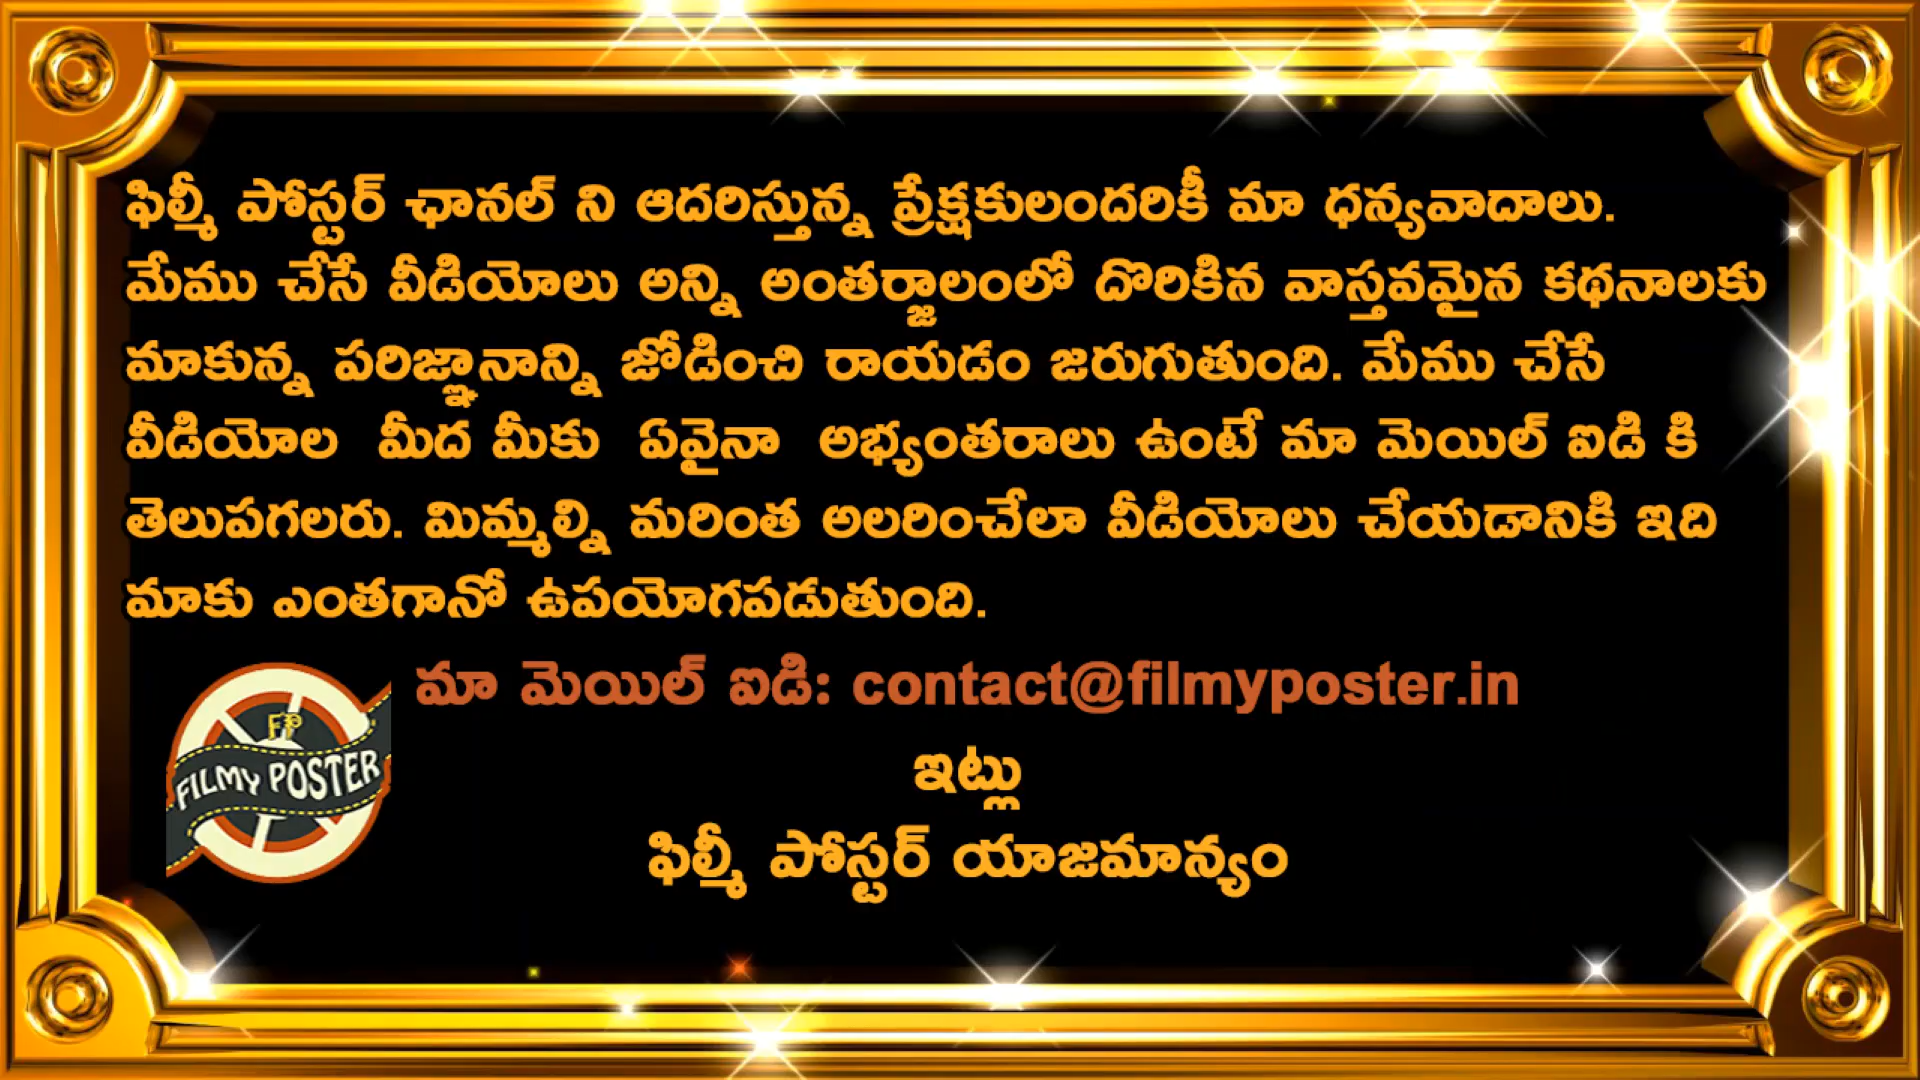 ఫిల్మీ పోస్టర్ ఛానల్ ని ఆదరిస్తున్న ప్రేక్షకులందరికీ మా ధన్యవాదాలు.
మేము చేసే వీడియోలు అన్ని అంతర్జాలంలో దొరికిన వాస్తవమైన కథనాలకు
మాకున్న పరిజ్ఞానాన్ని జోడించి రాయడం జరుగుతుంది. మేము చేసే
వీడియోల మీద మీకు ఏవైనా అభ్యంతరాలు ఉంటే మా మెయిల్ ఐడి కి
తెలుపగలరు. మిమ్మల్ని మరింత అలరించేలా వీడియోలు చేయడానికి ఇది
మాకు ఎంతగానో ఉపయోగపడుతుంది.
మా మెయిల్ ఐడి: contact@filmyposter.in
FP
FILMY POSTER
ఇట్లు
ఫిల్మీ పోస్టర్ యాజమాన్యం